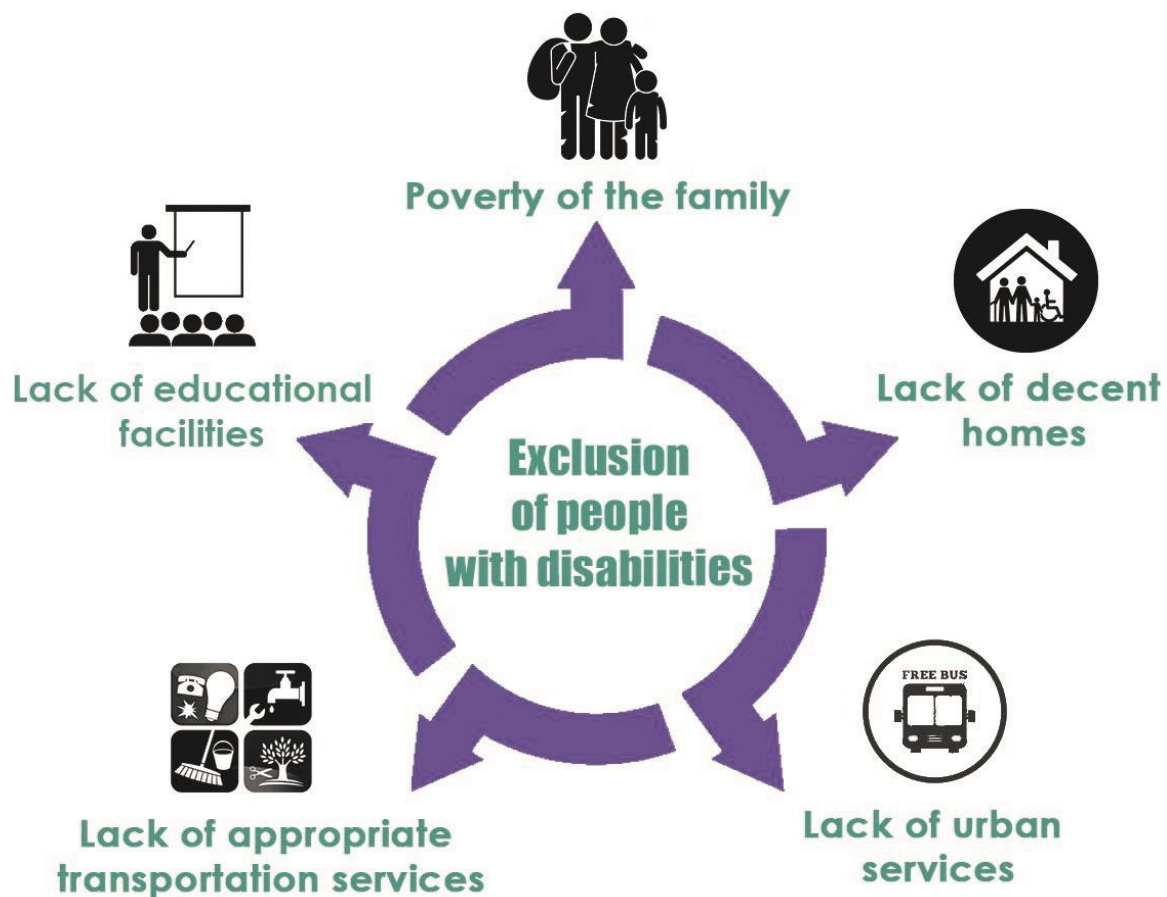 Poverty of the family
Lack of educational
facilities
Lack of decent
homes
Exclusion
of people
with disabilities
FREE BUS
Lack of appropriate
transportation services
Lack of urban
services